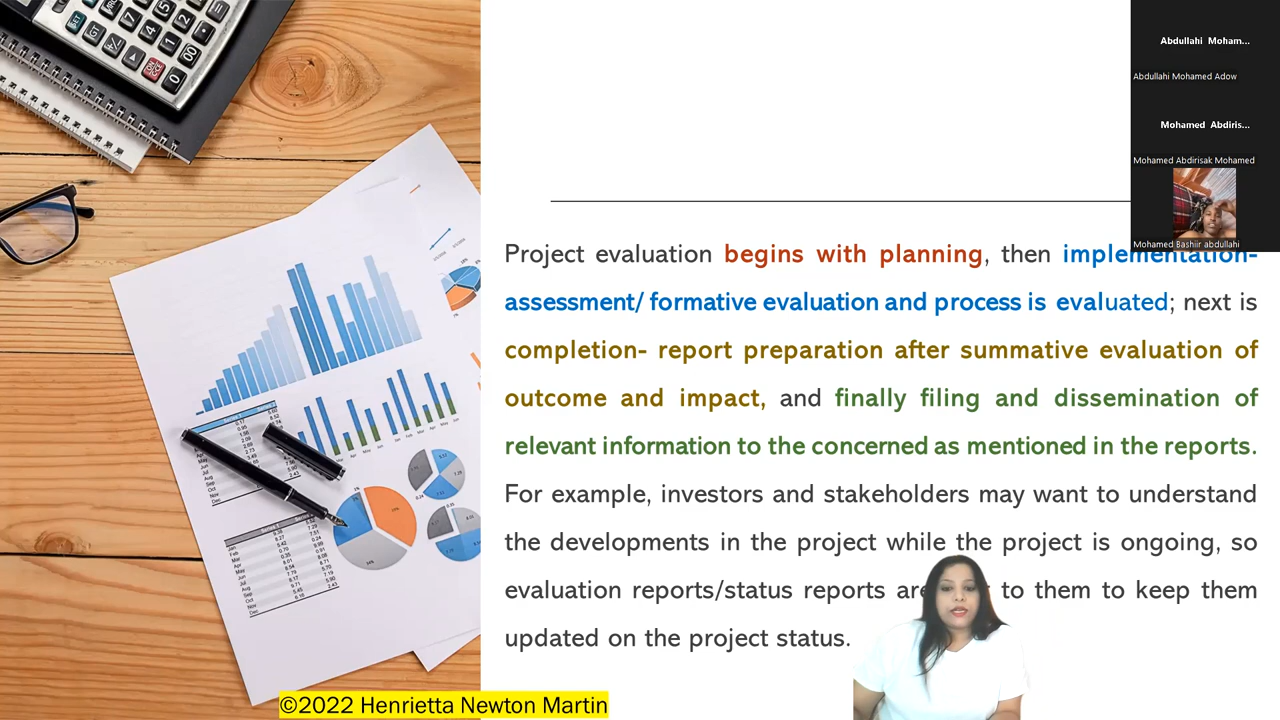 Abdullahi Moham...
Abdullahi Mohamed Adow
Mohamed Abdiris...
Mohamed Abdirisak Mohamed
Mohamed Bashiir abdullahi
Project evaluation begins with planning, then implementation-
assessment/ formative evaluation and process is evaluated; next is
completion- report preparation after summative evaluation of
outcome and impact, and finally filing and dissemination of
relevant information to the concerned as mentioned in the reports.
For example, investors and stakeholders may want to understand
the developments in the project while the project is ongoing, so
evaluation reports/status reports are to them to keep them
updated on the project status.
©2022 Henrietta Newton Martin